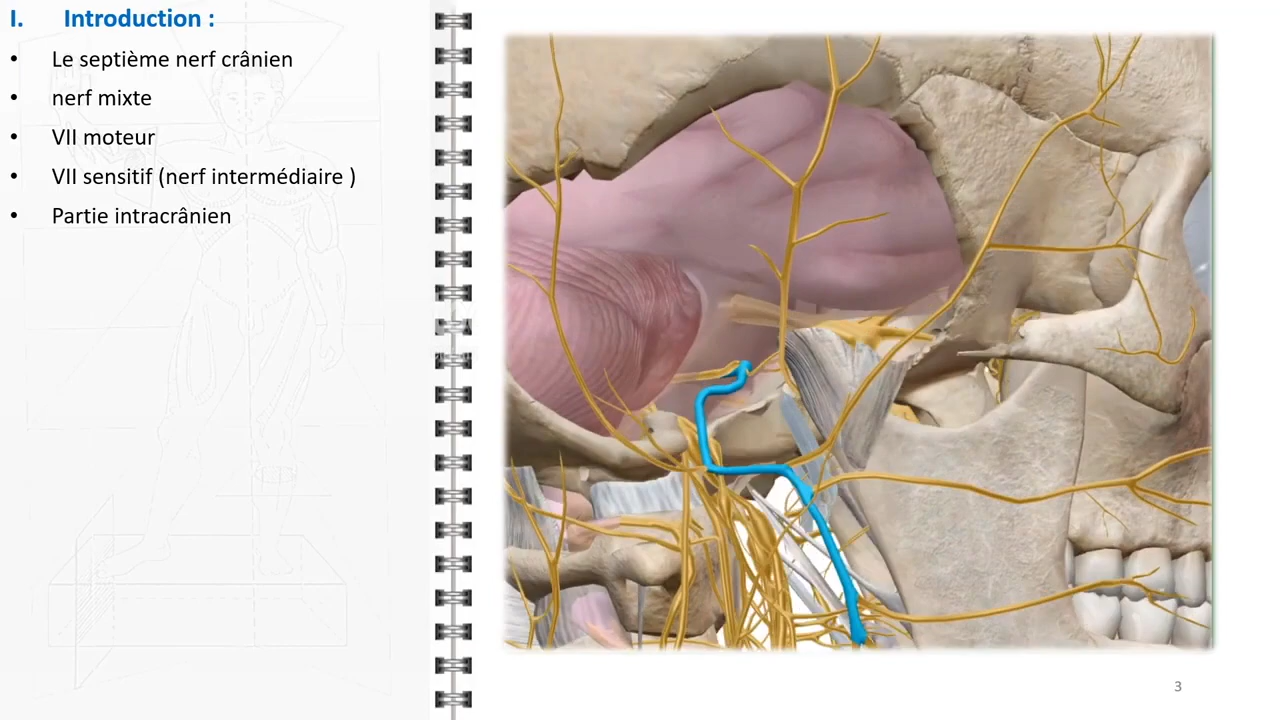 I. Introduction :
• Le septième nerf crânien
• nerf mixte
• VII moteur
• VII sensitif (nerf intermédiaire )
• Partie intracrânien
3